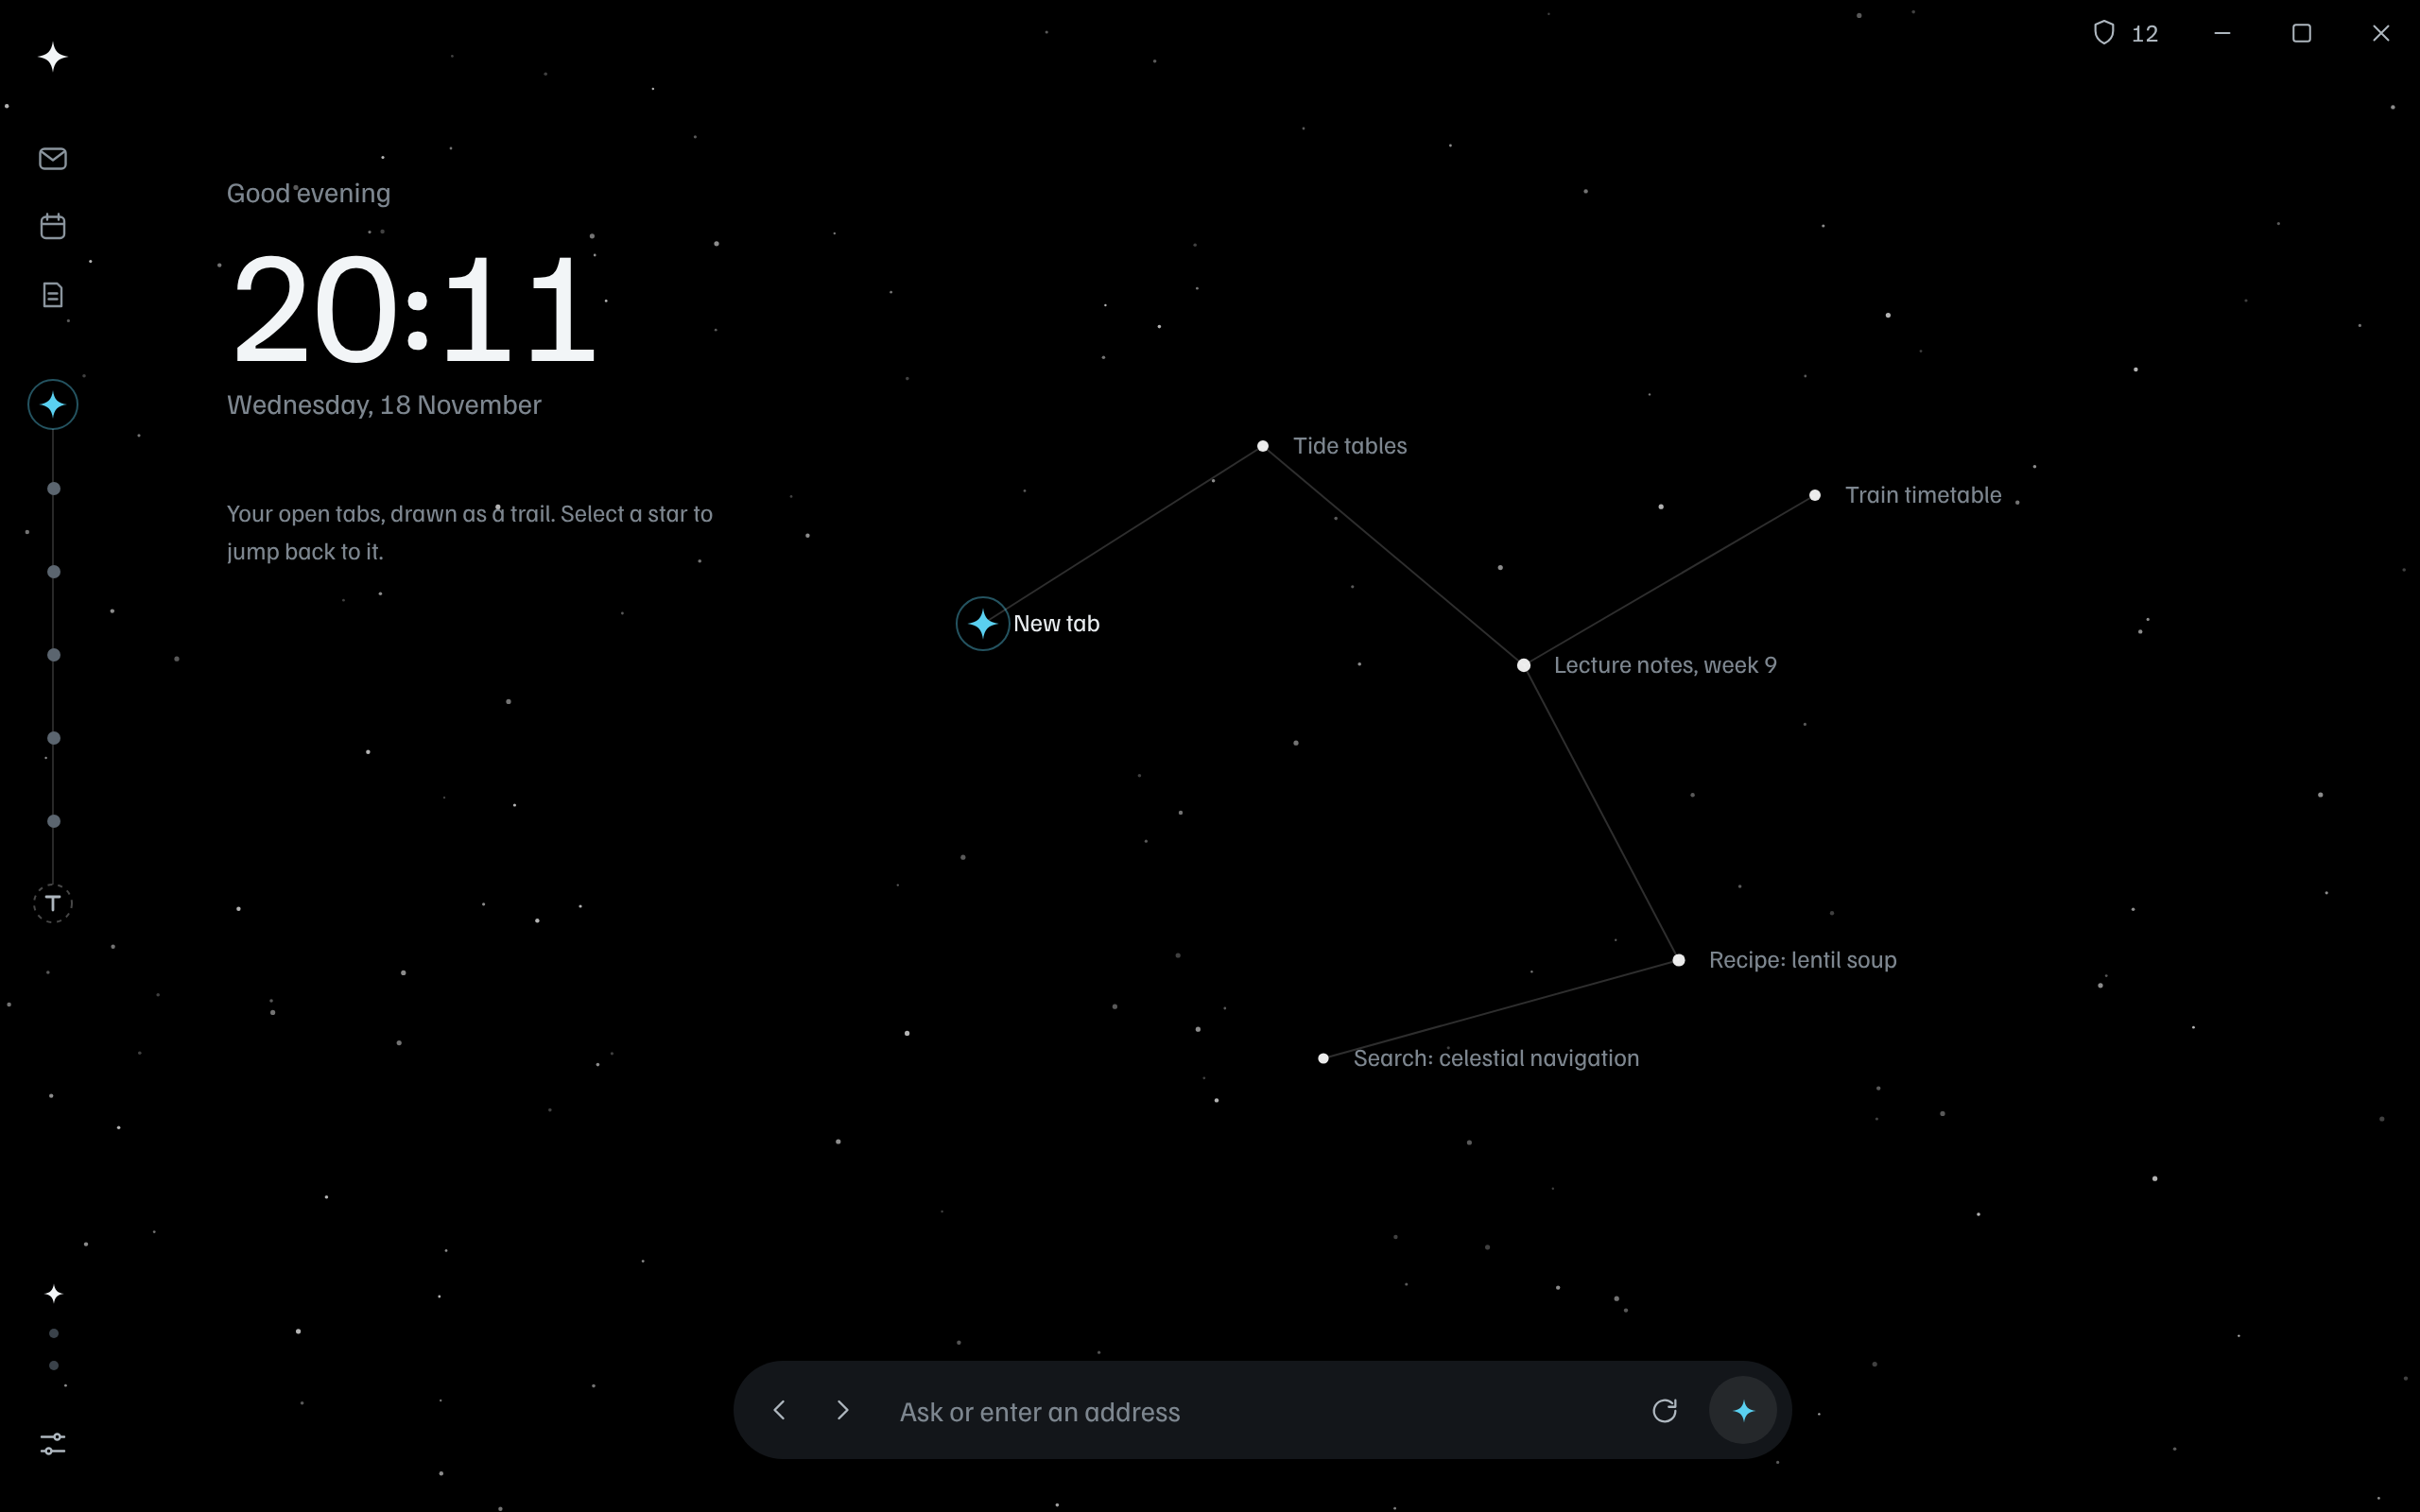 12
Good evening
20:11
Wednesday, 18 November
Your open tabs, drawn as a trail. Select a star to
jump back to it.
Tide tables
Train timetable
New tab
Lecture notes, week 9
T
Recipe: lentil soup
Search: celestial navigation
Ask or enter an address